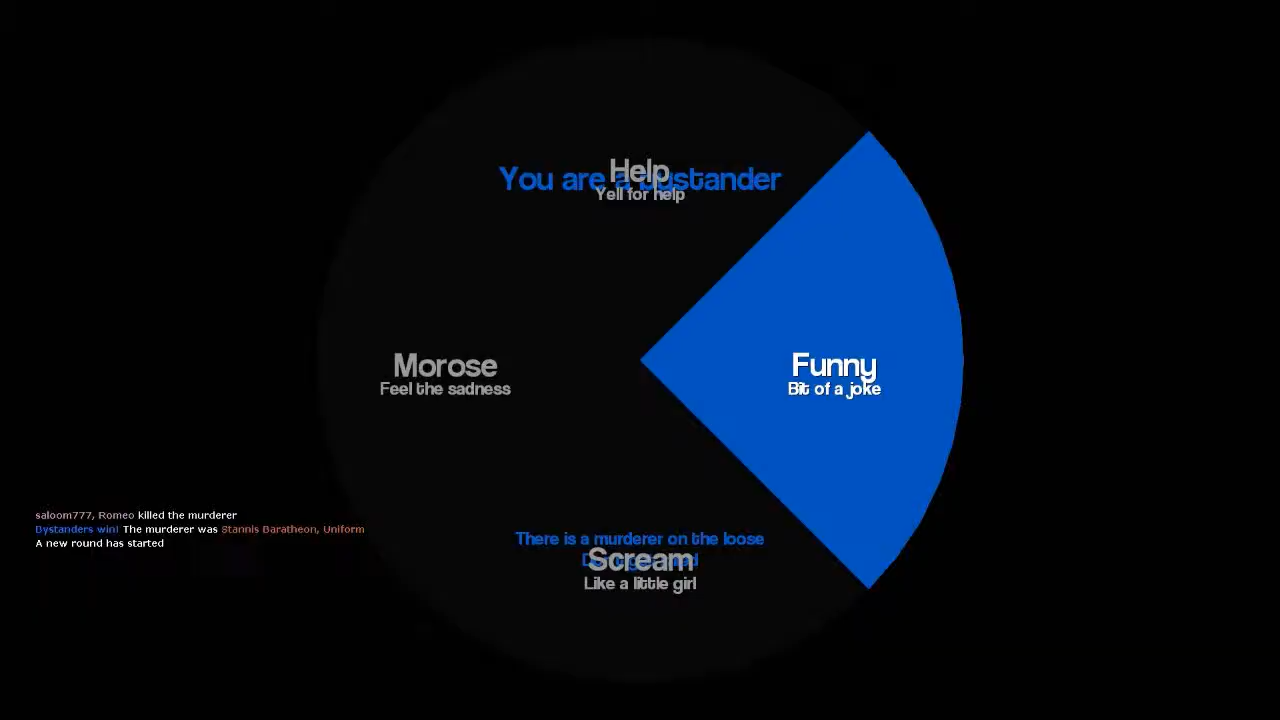 You are a bystander
Help
Yell for help
Morose
Feel the sadness
Funny
Bit of a joke
saloom777, Romeo killed the murderer
Bystanders win! The murderer was Stannis Baratheon, Uniform
A new round has started
There is a murderer on the loose
Scream
Like a little girl